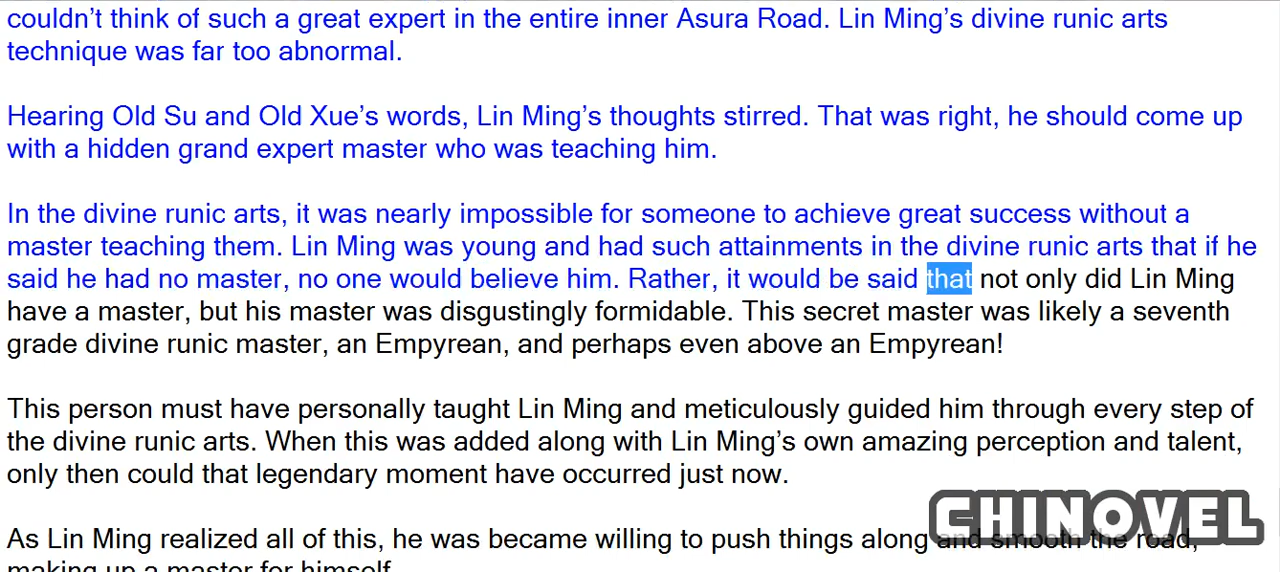 couldn’t think of such a great expert in the entire inner Asura Road. Lin Ming’s divine runic arts
technique was far too abnormal.
Hearing Old Su and Old Xue’s words, Lin Ming’s thoughts stirred. That was right, he should come up
with a hidden grand expert master who was teaching him.
In the divine runic arts, it was nearly impossible for someone to achieve great success without a
master teaching them. Lin Ming was young and had such attainments in the divine runic arts that if he
said he had no master, no one would believe him. Rather, it would be said that not only did Lin Ming
have a master, but his master was disgustingly formidable. This secret master was likely a seventh
grade divine runic master, an Empyrean, and perhaps even above an Empyrean!
This person must have personally taught Lin Ming and meticulously guided him through every step of
the divine runic arts. When this was added along with Lin Ming’s own amazing perception and talent,
only then could that legendary moment have occurred just now.
CHINOVEL
As Lin Ming realized all of this, he was became willing to push things along and smooth the road,
making up a master for himself.